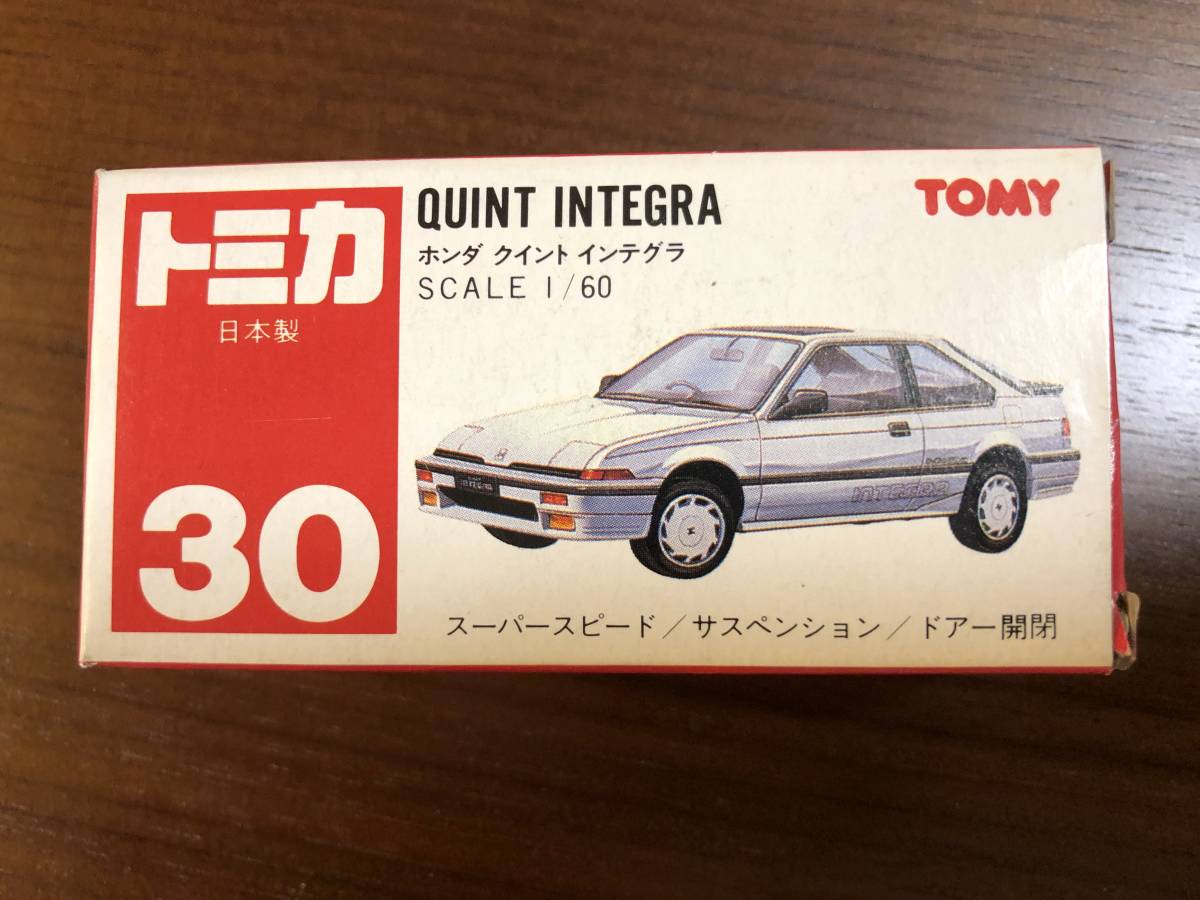 トミカ
日本製
30
QUINT INTEGRA
ホンダ クイント インテグラ
SCALE 1/60
TOMY
INTEGRA
スーパースピード/サスペンション/ドアー開閉